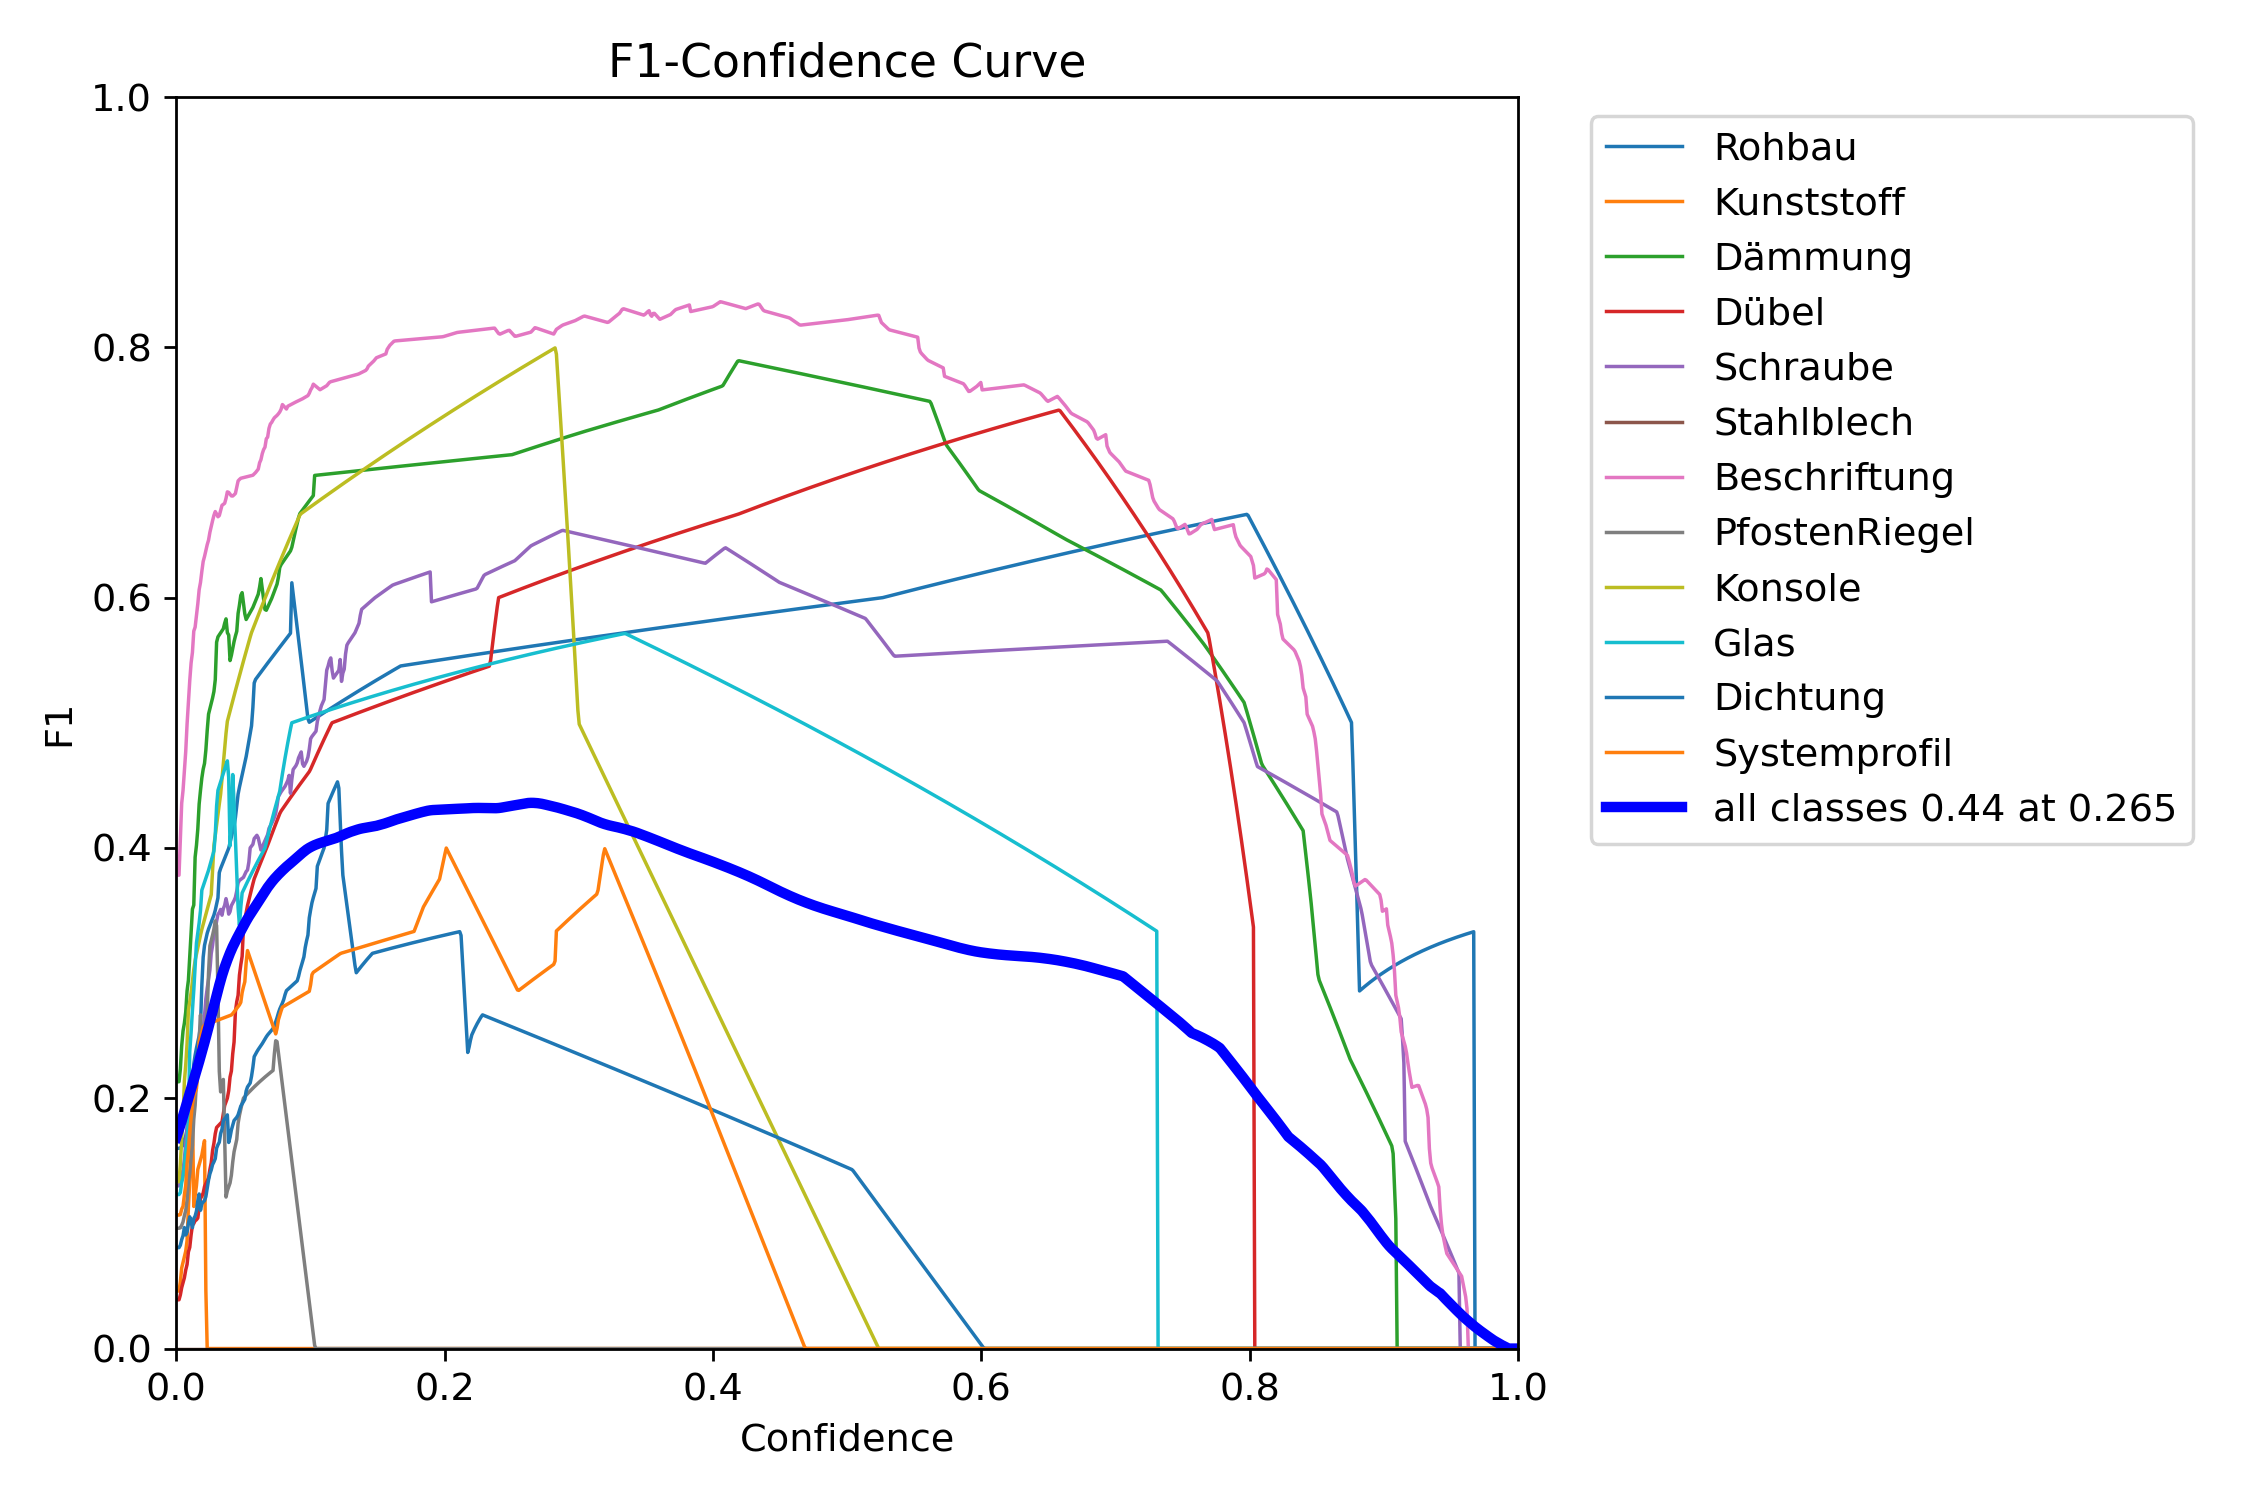 F1-Confidence Curve
1.0
0.8
0.6
0.4
0.2
0.0
F1
0.0 0.2 0.4 0.6 0.8 1.0
Confidence
Rohbau
Kunststoff
Dämmung
Dübel
Schraube
Stahlblech
Beschriftung
PfostenRiegel
Konsole
Glas
Dichtung
Systemprofil
all classes 0.44 at 0.265